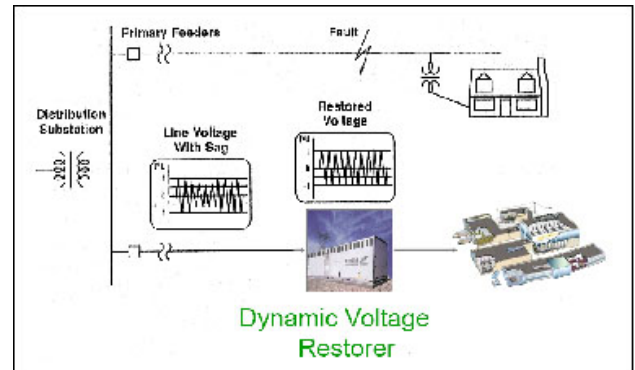 Primary Feeders
Fault
Distribution
Substation
Line Voltage
With Sag
Restored
Voltage
Dynamic Voltage
Restorer